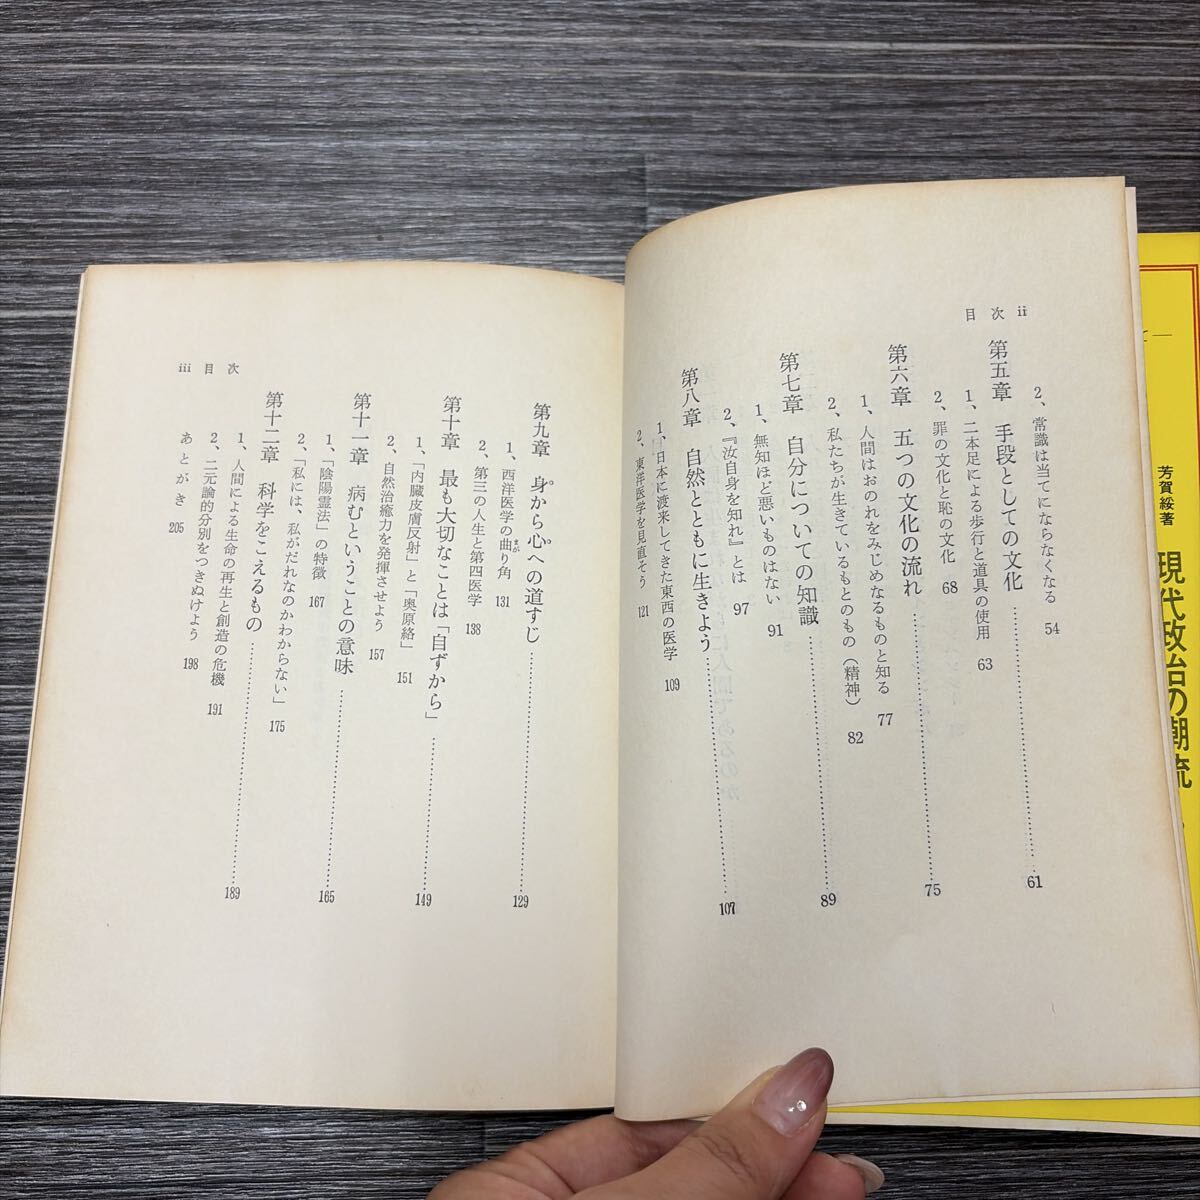 目次 ii
2、常識は当てにならなくなる 54
第五章 手段としての文化 61
1、二本足による歩行と道具の使用 63
2、罪の文化と恥の文化 68
第六章 五つの文化の流れ 75
1、人間はおのれをみじめなるものと知る 77
2、私たちが生きているもとのもの(精神) 82
第七章 自分についての知識 89
1、無知ほど悪いものはない 91
2、『汝自身を知れ』とは 97
第八章 自然とともに生きよう 107
1、日本に渡来してきた東西の医学 109
2、東洋医学を見直そう 121
iii 目次
第九章 身から心への道すじ 129
1、西洋医学の曲り角 131
2、第三の人生と第四医学 138
第十章 最も大切なことは「自ずから」 149
1、「内臓皮膚反射」と「奥原絡」 151
2、自然治癒力を発揮させよう 157
第十一章 病むということの意味 165
1、「陰陽霊法」の特徴 167
2、「私には、私がだれなのかわからない」 175
第十二章 科学をこえるもの 189
1、人間による生命の再生と創造の危機 191
2、二元論的分別をつきぬけよう 198
あとがき 205
芳賀綏著
現代政治の潮流